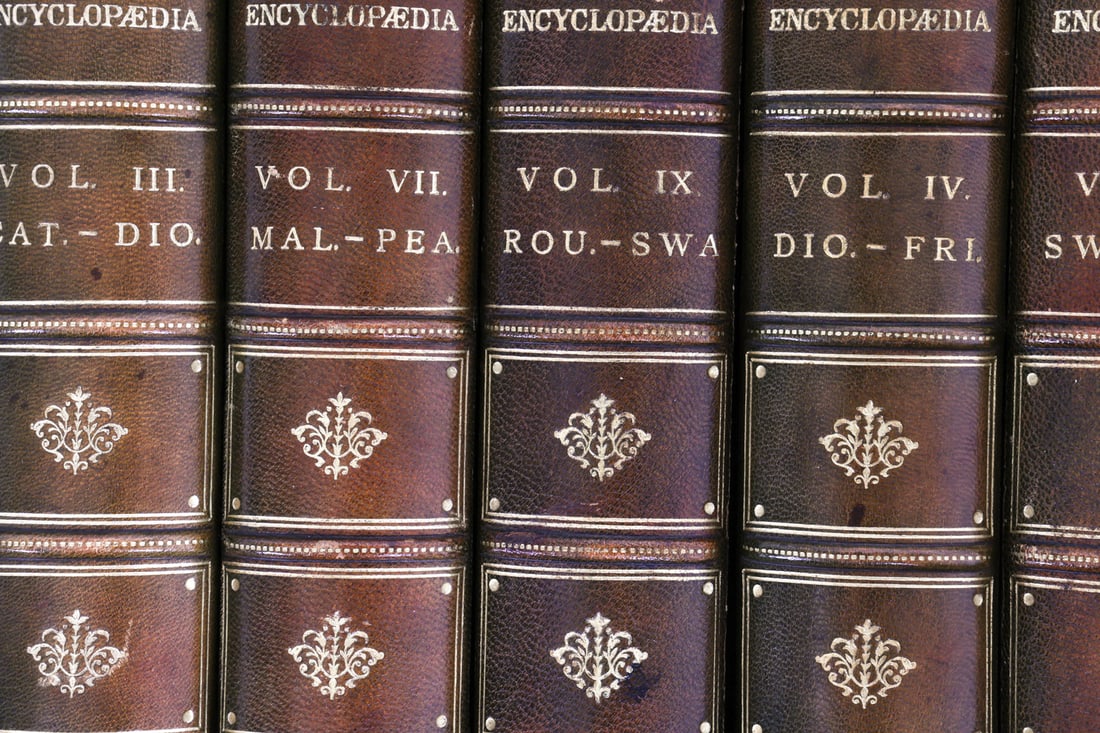 ENCYCLOPÆDIA
VOL. III.
CAT.–DIO.
ENCYCLOPÆDIA
VOL. VII.
MAL.–PEA.
ENCYCLOPÆDIA
VOL. IX
ROU.–SWA
ENCYCLOPÆDIA
VOL. IV.
DIO.–FRI.